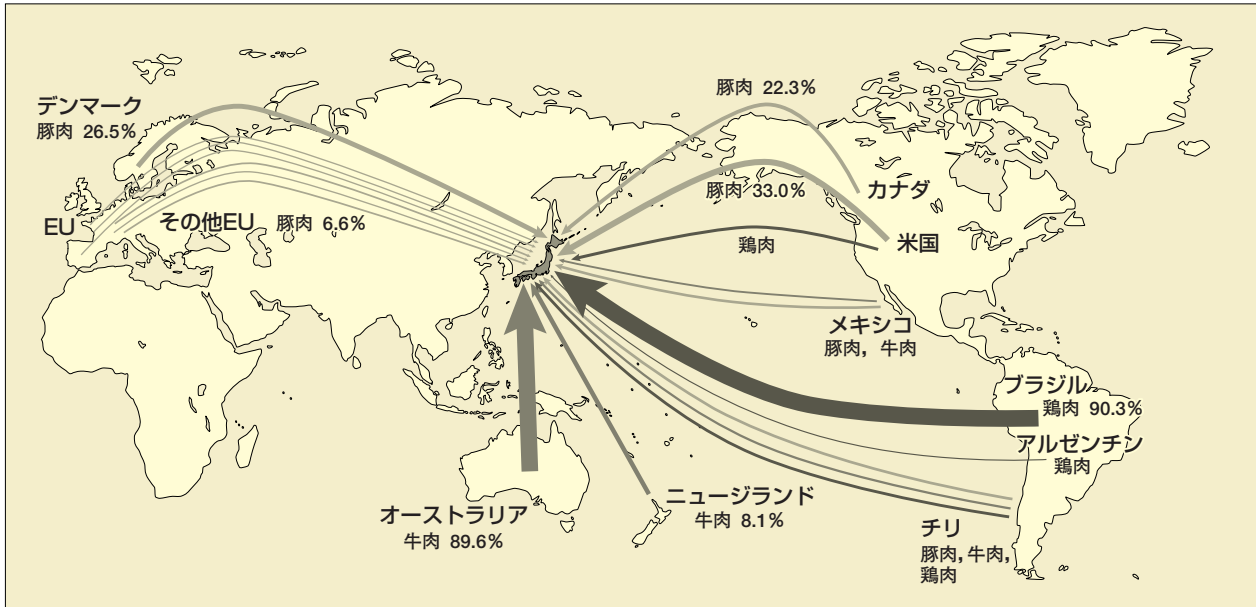 デンマーク
豚肉 26.5%
EU
その他EU 豚肉 6.6%
豚肉 22.3%
カナダ
豚肉 33.0%
米国
鶏肉
メキシコ
豚肉，牛肉
ブラジル
鶏肉 90.3%
アルゼンチン
鶏肉
オーストラリア
牛肉 89.6%
ニュージランド
牛肉 8.1%
チリ
豚肉，牛肉，
鶏肉